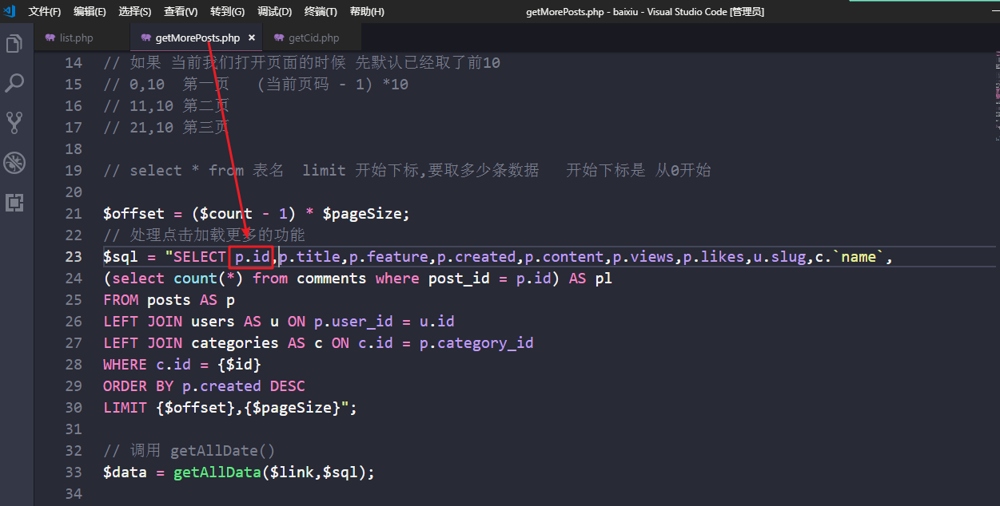 文件(F) 编辑(E) 选择(S) 查看(V) 转到(G) 调试(D) 终端(T) 帮助(H) getMorePosts.php - baixiu - Visual Studio Code [管理员]
list.php getMorePosts.php × getCid.php
14 // 如果 当前我们打开页面的时候 先默认已经取了前10
15 // 0,10 第一页 (当前页码 - 1) *10
16 // 11,10 第二页
17 // 21,10 第三页
18
19 // select * from 表名 limit 开始下标,要取多少条数据 开始下标是 从0开始
20
21 $offset = ($count - 1) * $pageSize;
22 // 处理点击加载更多的功能
23 $sql = "SELECT p.id,p.title,p.feature,p.created,p.content,p.views,p.likes,u.slug,c.`name`,
24 (select count(*) from comments where post_id = p.id) AS pl
25 FROM posts AS p
26 LEFT JOIN users AS u ON p.user_id = u.id
27 LEFT JOIN categories AS c ON c.id = p.category_id
28 WHERE c.id = {$id}
29 ORDER BY p.created DESC
30 LIMIT {$offset},{$pageSize}";
31
32 // 调用 getAllDate()
33 $data = getAllData($link,$sql);
34